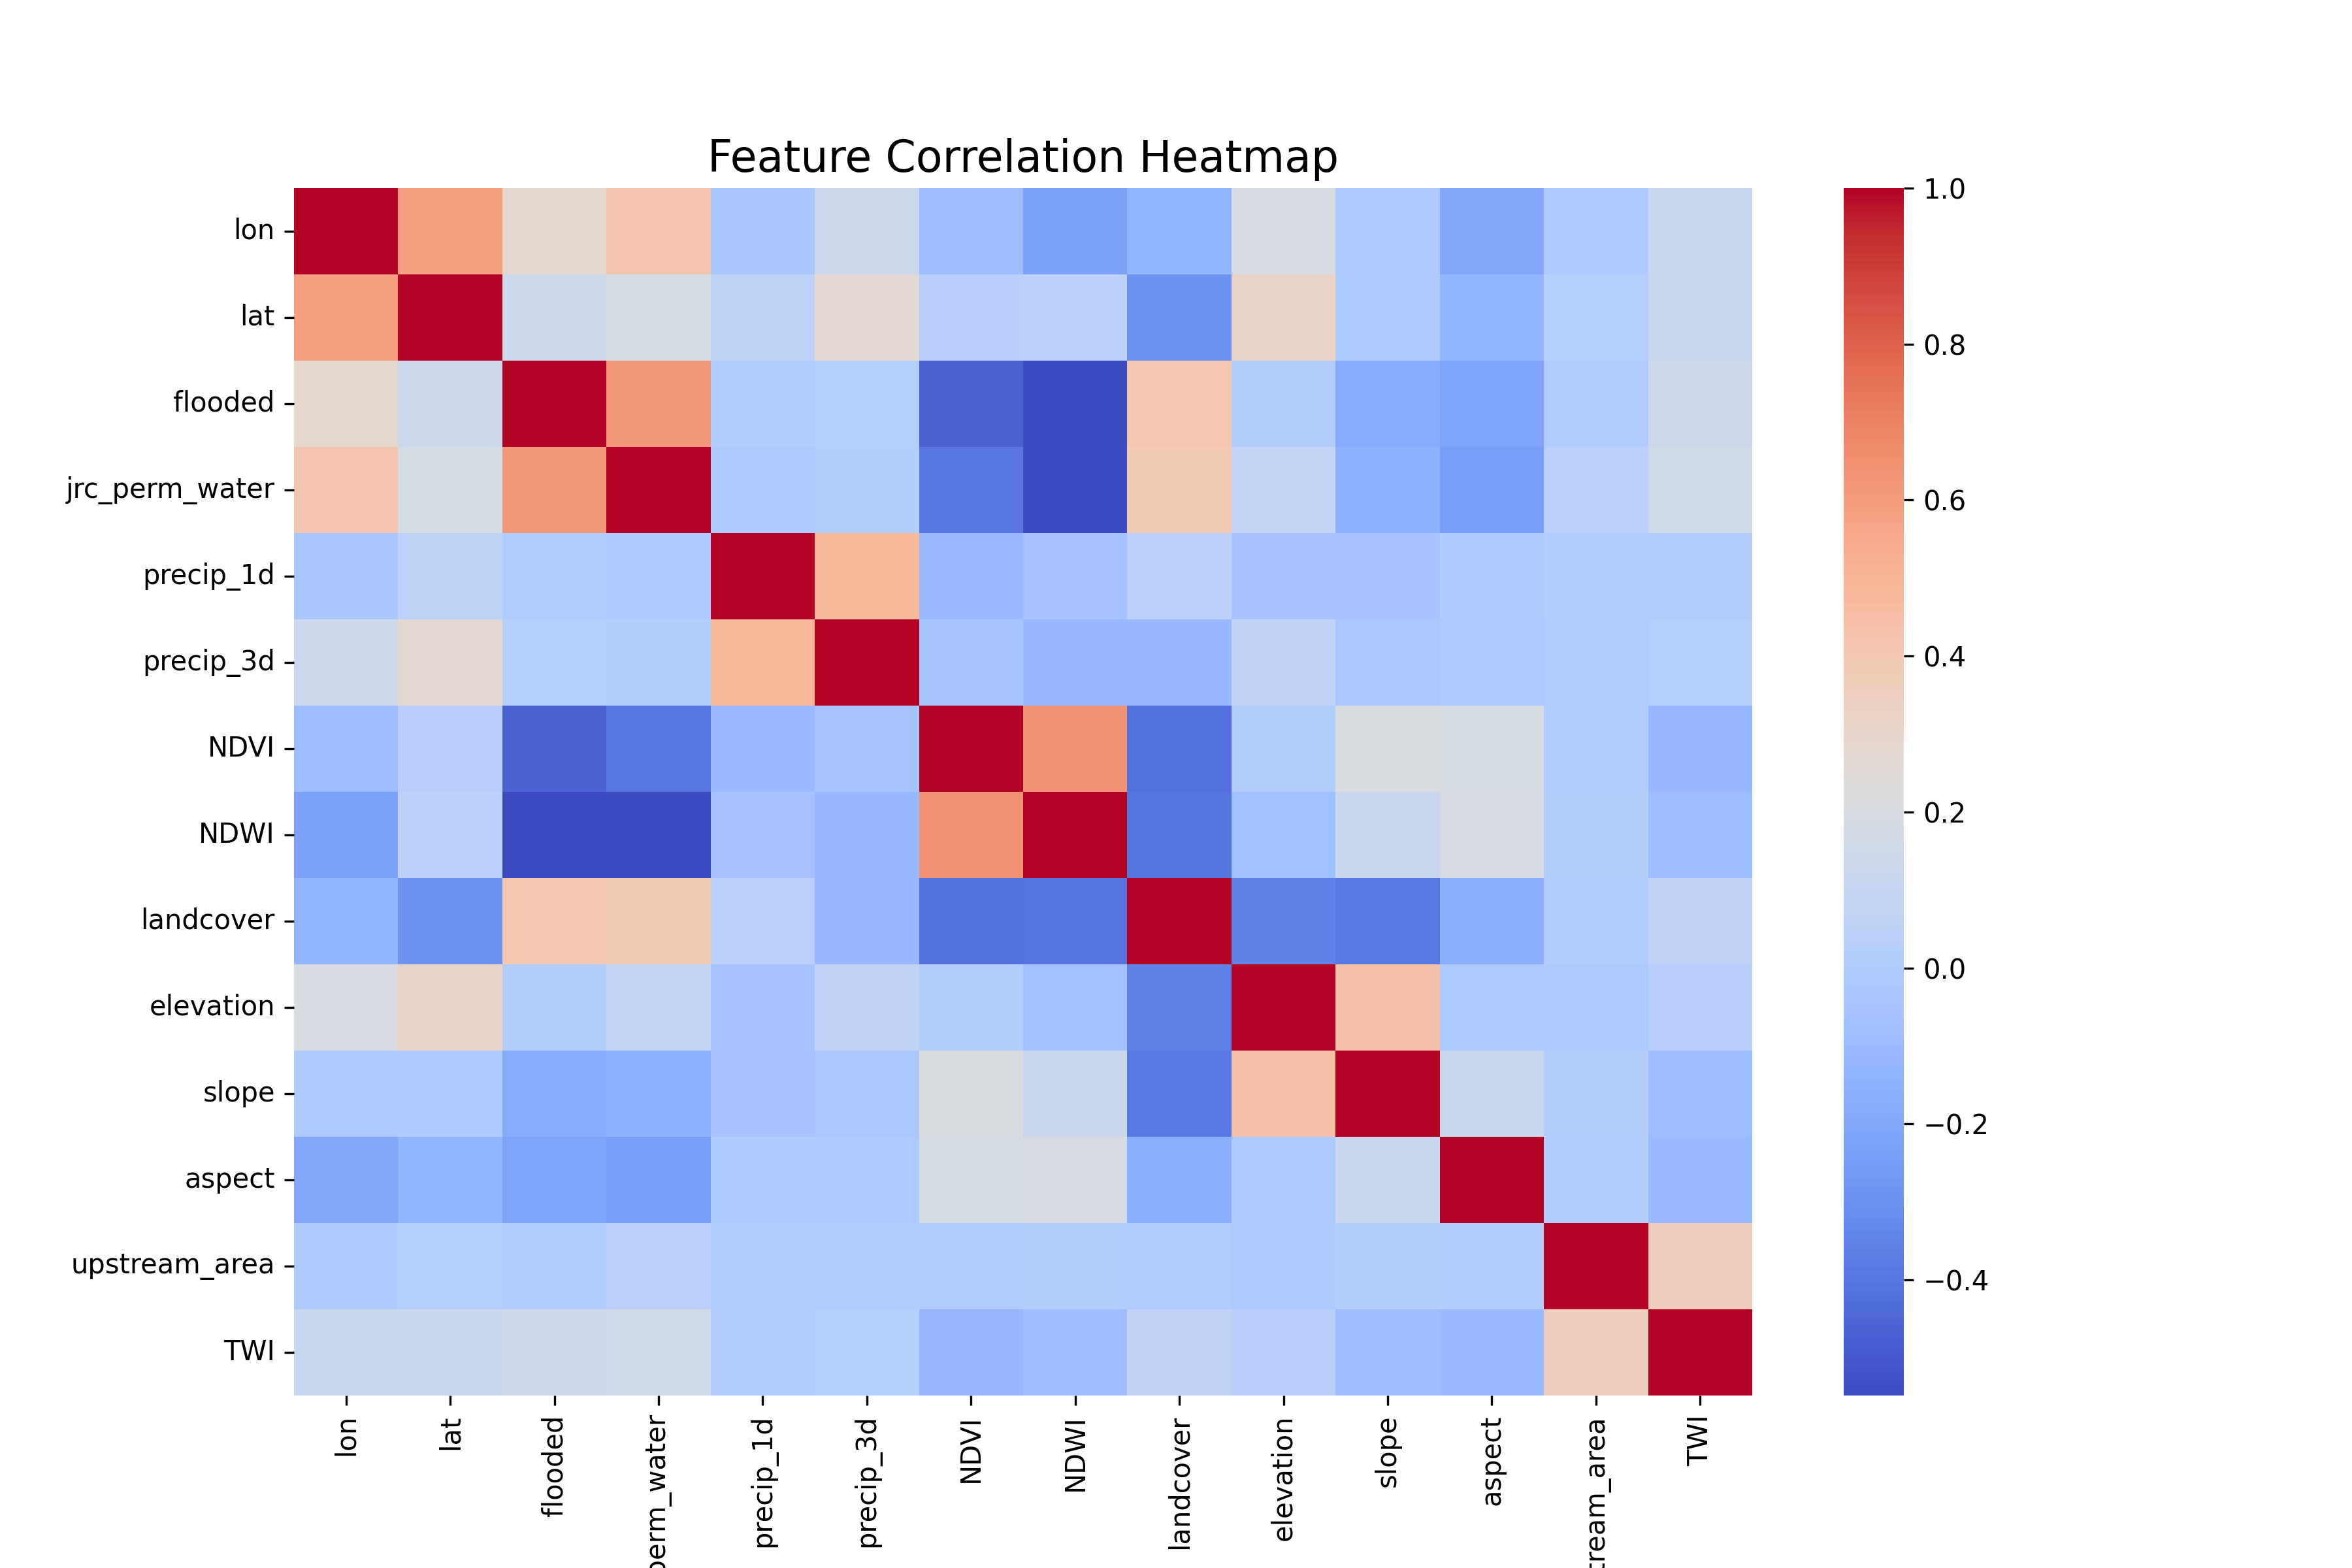 Feature Correlation Heatmap
lon
lat
flooded
jrc_perm_water
precip_1d
precip_3d
NDVI
NDWI
landcover
elevation
slope
aspect
upstream_area
TWI
1.0
0.8
0.6
0.4
0.2
0.0
−0.2
−0.4
lon
lat
flooded
perm_water
precip_1d
precip_3d
NDVI
NDWI
landcover
elevation
slope
aspect
tream_area
TWI